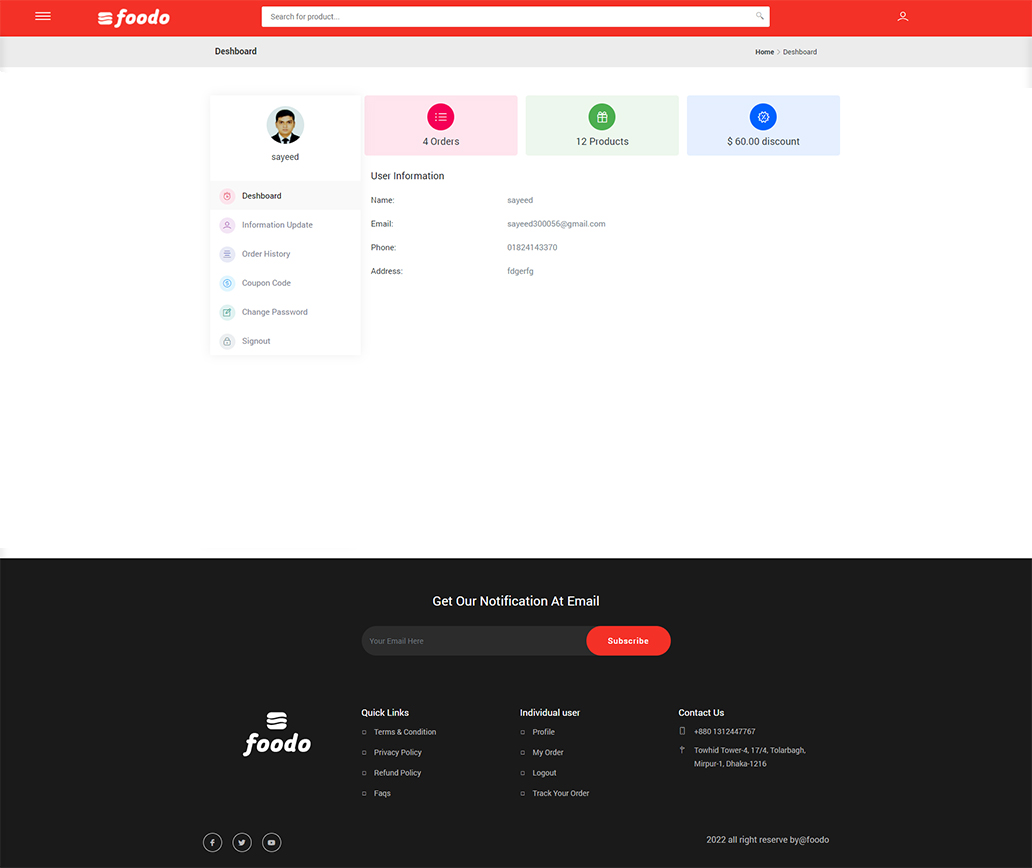 foodo
Search for product...
Deshboard
Home > Deshboard
sayeed
4 Orders
12 Products
$ 60.00 discount
Deshboard
Information Update
Order History
Coupon Code
Change Password
Signout
User Information
Name: sayeed
Email: sayeed300056@gmail.com
Phone: 01824143370
Address: fdgerfg
Get Our Notification At Email
Your Email Here
Subscribe
foodo
Quick Links
Terms & Condition
Privacy Policy
Refund Policy
Faqs
Individual user
Profile
My Order
Logout
Track Your Order
Contact Us
+880 1312447767
Towhid Tower-4, 17/4, Tolarbagh,
Mirpur-1, Dhaka-1216
2022 all right reserve by@foodo